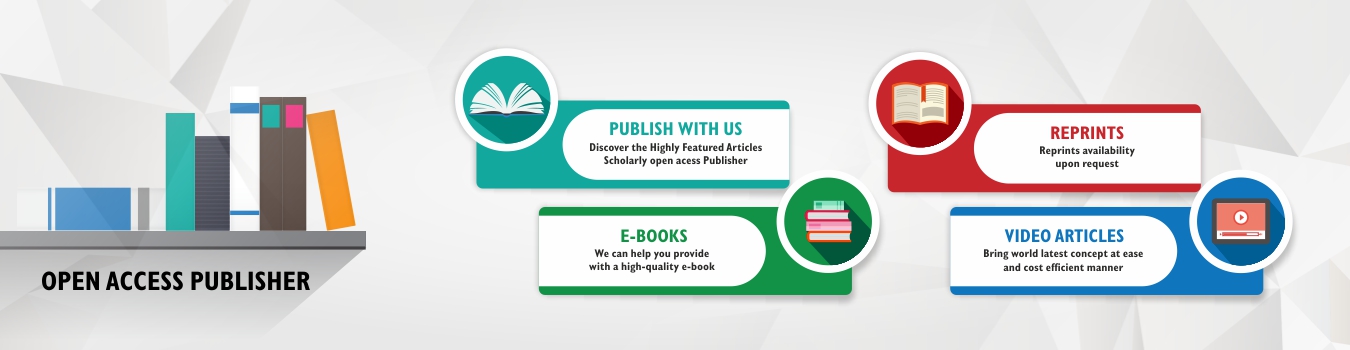 OPEN ACCESS PUBLISHER
PUBLISH WITH US
Discover the Highly Featured Articles
Scholarly open acess Publisher
REPRINTS
Reprints availability
upon request
E-BOOKS
We can help you provide
with a high-quality e-book
VIDEO ARTICLES
Bring world latest concept at ease
and cost efficient manner